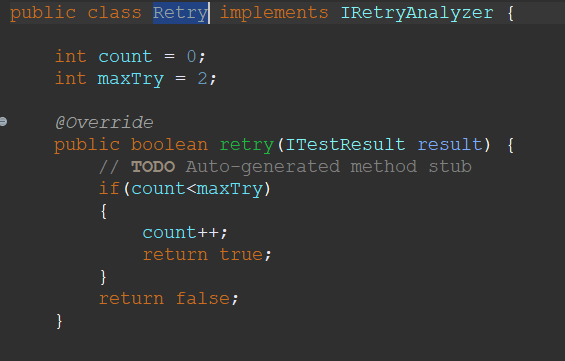 public class Retry implements IRetryAnalyzer {
int count = 0;
int maxTry = 2;
@Override
public boolean retry(ITestResult result) {
// TODO Auto-generated method stub
if(count<maxTry)
{
count++;
return true;
}
return false;
}